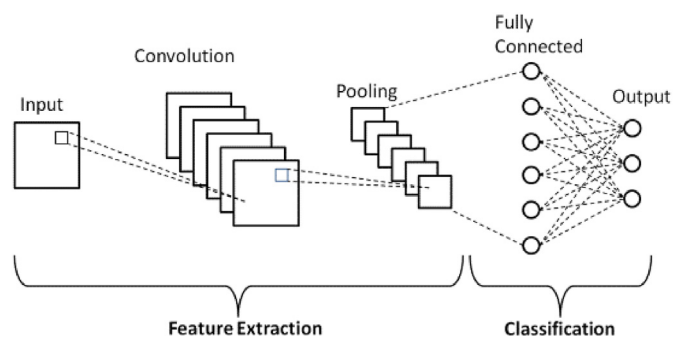 Fully
Connected
Convolution
Pooling
Output
Input
Feature Extraction
Classification